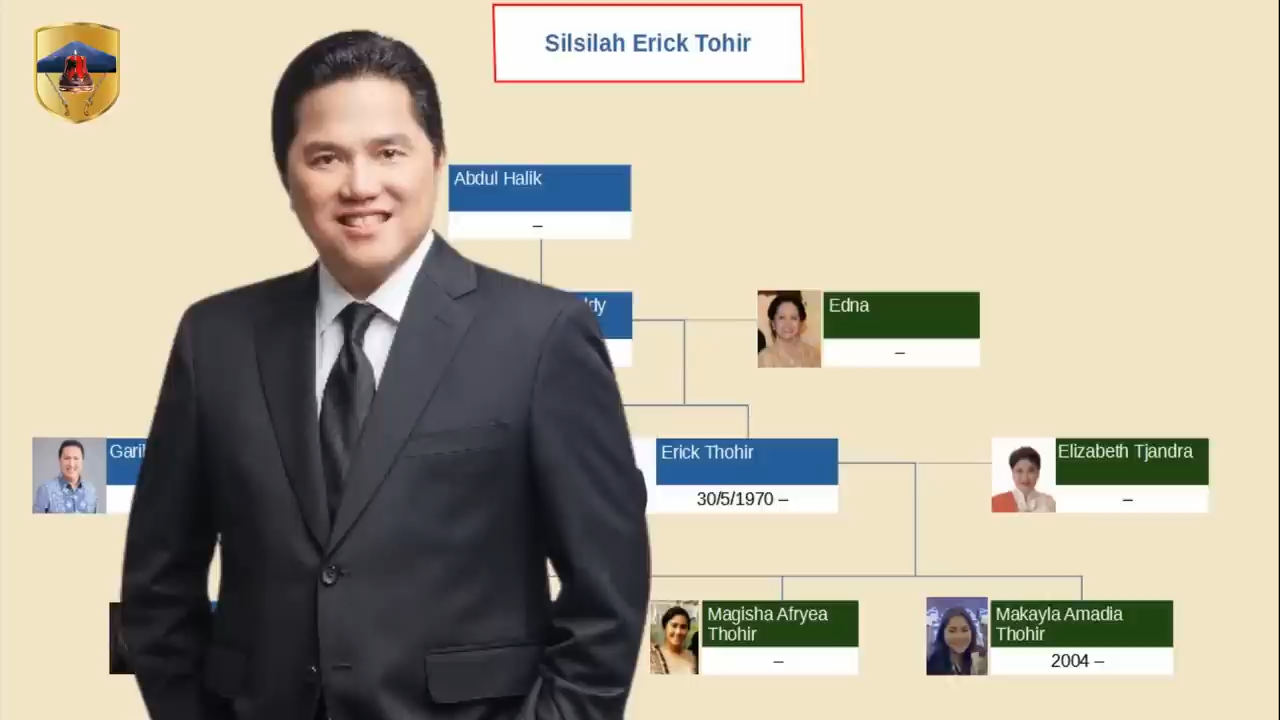 Silsilah Erick Tohir
Abdul Halik
–
Edna
–
Erick Thohir
30/5/1970 –
Elizabeth Tjandra
–
Magisha Afryea
Thohir
–
Makayla Amadia
Thohir
2004 –